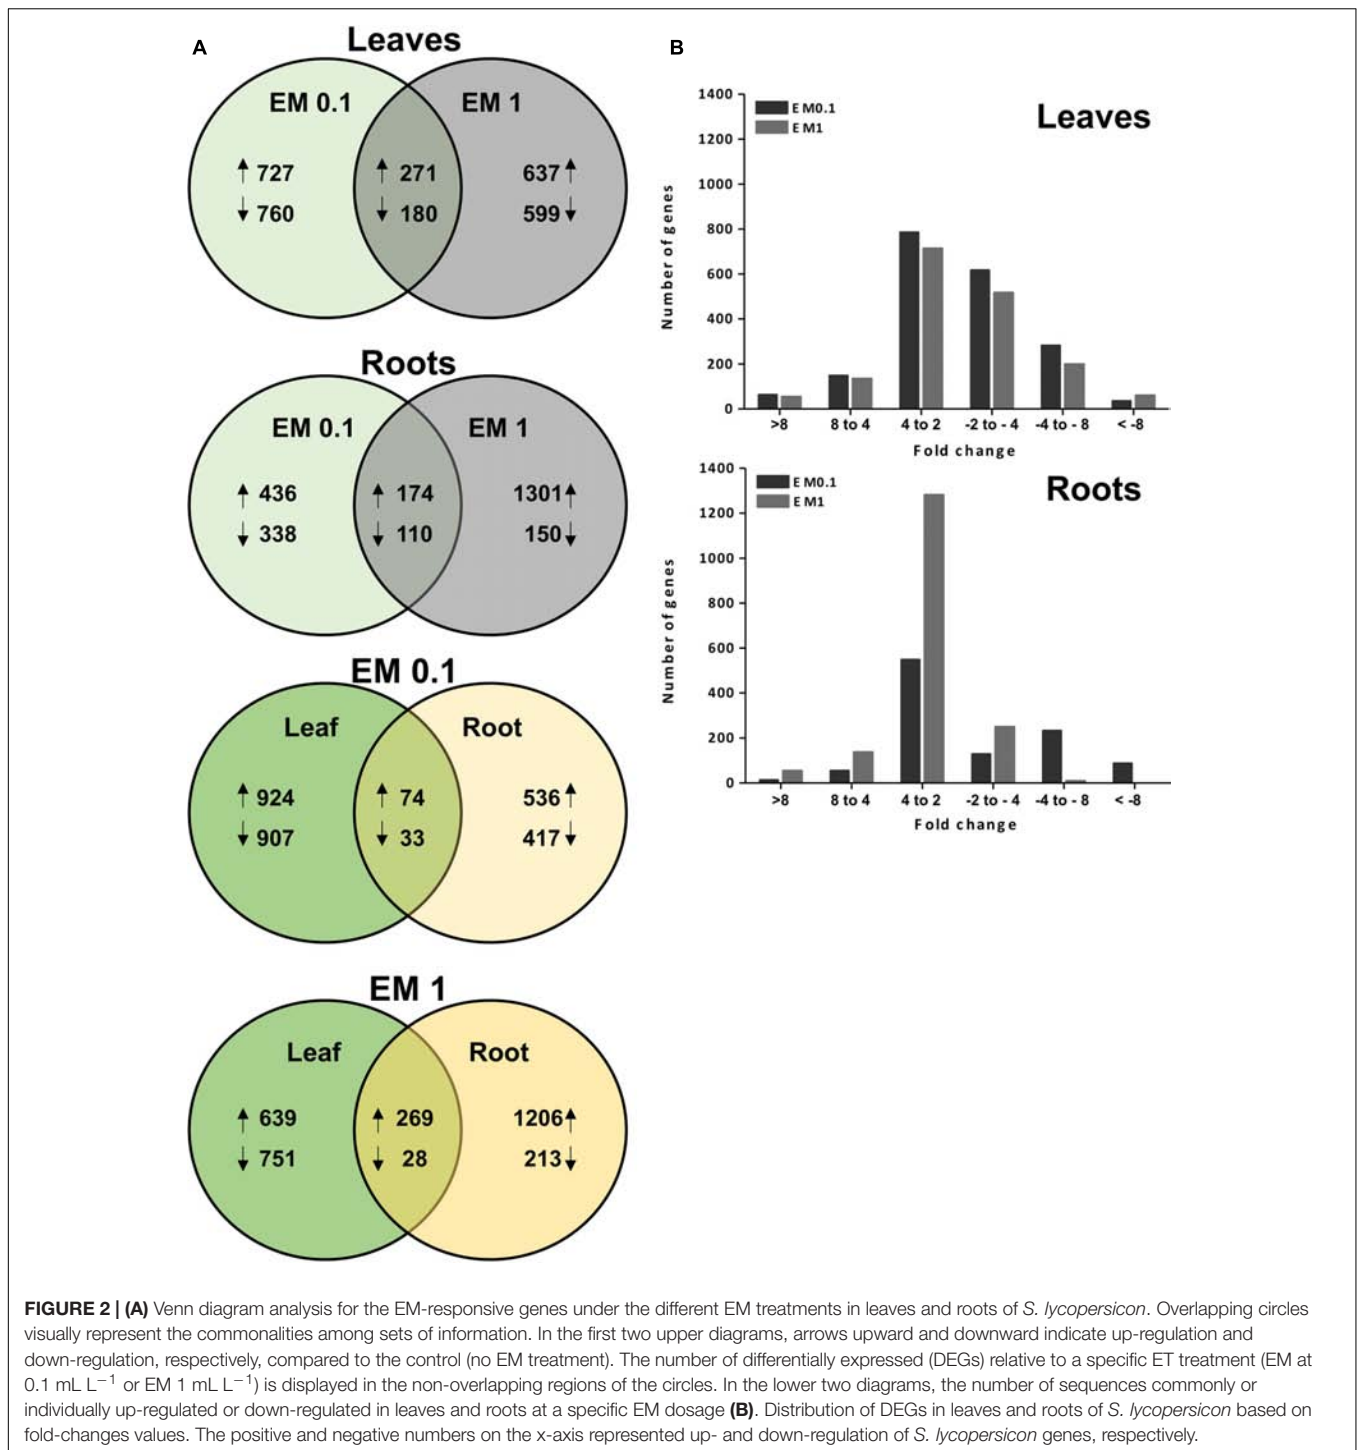 A
Leaves
EM 0.1 EM 1
↑ 727 ↑ 271 637 ↑
↓ 760 ↓ 180 599 ↓
Roots
EM 0.1 EM 1
↑ 436 ↑ 174 1301 ↑
↓ 338 ↓ 110 150 ↓
EM 0.1
Leaf Root
↑ 924 ↑ 74 536 ↑
↓ 907 ↓ 33 417 ↓
EM 1
Leaf Root
↑ 639 ↑ 269 1206 ↑
↓ 751 ↓ 28 213 ↓
B
Leaves
E M0.1
E M1
Number of genes
1400
1200
1000
800
600
400
200
0
>8 8 to 4 4 to 2 -2 to - 4 -4 to - 8 < -8
Fold change
Roots
E M0.1
E M1
Number of genes
1400
1200
1000
800
600
400
200
0
>8 8 to 4 4 to 2 -2 to - 4 -4 to - 8 < -8
Fold change
FIGURE 2 | (A) Venn diagram analysis for the EM-responsive genes under the different EM treatments in leaves and roots of S. lycopersicon. Overlapping circles
visually represent the commonalities among sets of information. In the first two upper diagrams, arrows upward and downward indicate up-regulation and
down-regulation, respectively, compared to the control (no EM treatment). The number of differentially expressed (DEGs) relative to a specific ET treatment (EM at
0.1 mL L−1 or EM 1 mL L−1) is displayed in the non-overlapping regions of the circles. In the lower two diagrams, the number of sequences commonly or
individually up-regulated or down-regulated in leaves and roots at a specific EM dosage (B). Distribution of DEGs in leaves and roots of S. lycopersicon based on
fold-changes values. The positive and negative numbers on the x-axis represented up- and down-regulation of S. lycopersicon genes, respectively.